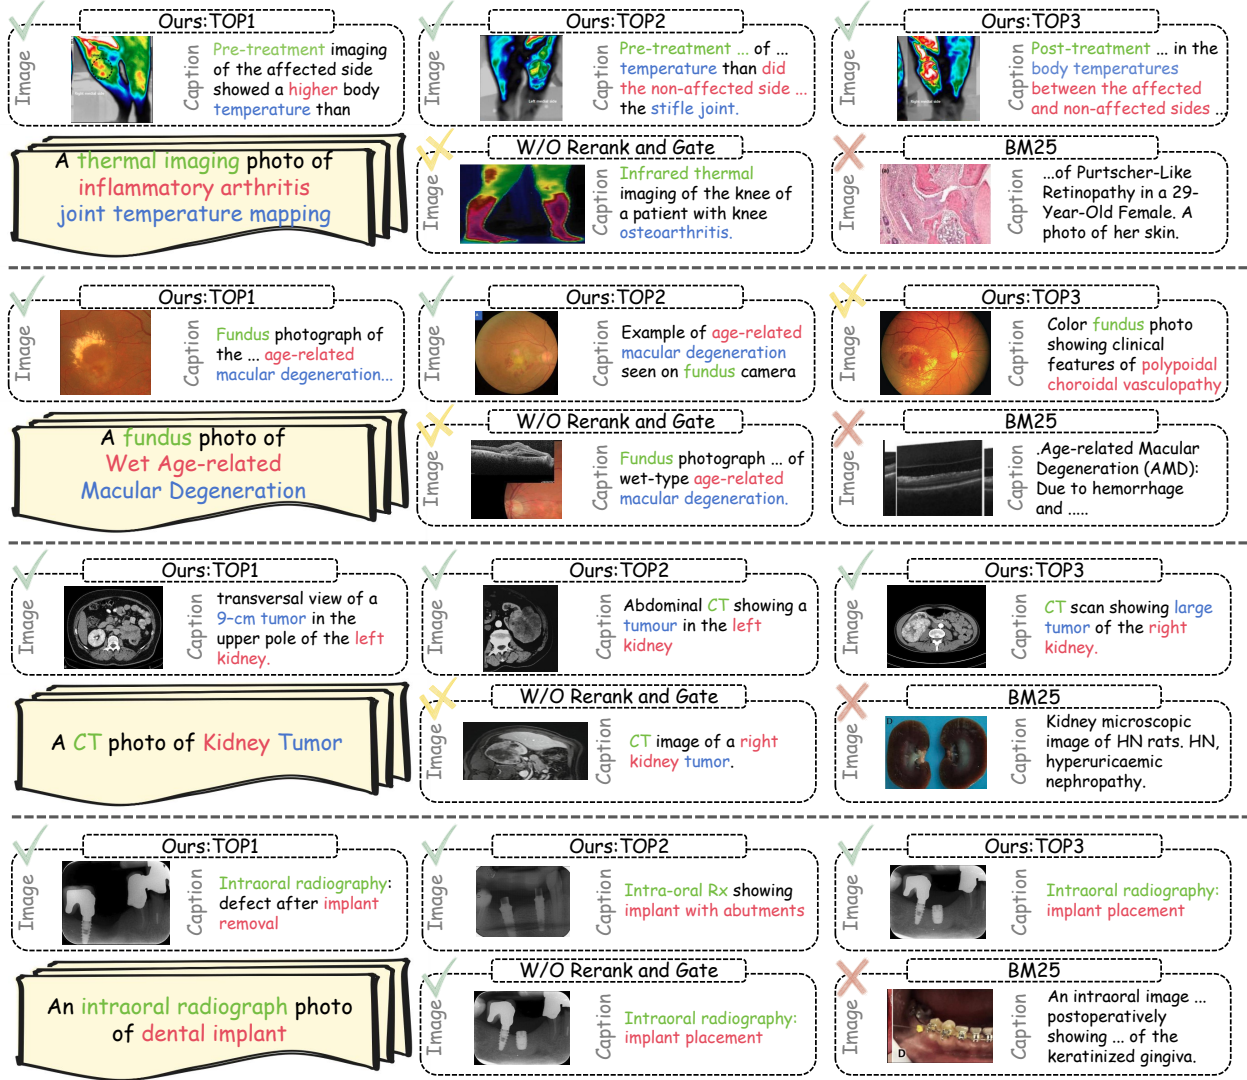 Ours:TOP1
Image
Caption
Pre-treatment imaging
of the affected side
showed a higher body
temperature than
Ours:TOP2
Image
Caption
Pre-treatment ... of ...
temperature than did
the non-affected side ...
the stifle joint.
Ours:TOP3
Image
Caption
Post-treatment ... in the
body temperatures
between the affected
and non-affected sides ...
A thermal imaging photo of
inflammatory arthritis
joint temperature mapping
W/O Rerank and Gate
Image
Caption
Infrared thermal
imaging of the knee of
a patient with knee
osteoarthritis.
BM25
Image
Caption
...of Purtscher-Like
Retinopathy in a 29-
Year-Old Female. A
photo of her skin.
Ours:TOP1
Image
Caption
Fundus photograph of
the ... age-related
macular degeneration...
Ours:TOP2
Image
Caption
Example of age-related
macular degeneration
seen on fundus camera
Ours:TOP3
Image
Caption
Color fundus photo
showing clinical
features of polypoidal
choroidal vasculopathy
A fundus photo of
Wet Age-related
Macular Degeneration
W/O Rerank and Gate
Image
Caption
Fundus photograph ... of
wet-type age-related
macular degeneration.
BM25
Image
Caption
.Age-related Macular
Degeneration (AMD):
Due to hemorrhage
and .....
Ours:TOP1
Image
Caption
transversal view of a
9-cm tumor in the
upper pole of the left
kidney.
Ours:TOP2
Image
Caption
Abdominal CT showing a
tumour in the left
kidney
Ours:TOP3
Image
Caption
CT scan showing large
tumor of the right
kidney.
A CT photo of Kidney Tumor
W/O Rerank and Gate
Image
Caption
CT image of a right
kidney tumor.
BM25
Image
D
Caption
Kidney microscopic
image of HN rats. HN,
hyperuricaemic
nephropathy.
Ours:TOP1
Image
Caption
Intraoral radiography:
defect after implant
removal
Ours:TOP2
Image
Caption
Intra-oral Rx showing
implant with abutments
Ours:TOP3
Image
Caption
Intraoral radiography:
implant placement
An intraoral radiograph photo
of dental implant
W/O Rerank and Gate
Image
Caption
Intraoral radiography:
implant placement
BM25
Image
D
Caption
An intraoral image ...
postoperatively
showing ... of the
keratinized gingiva.